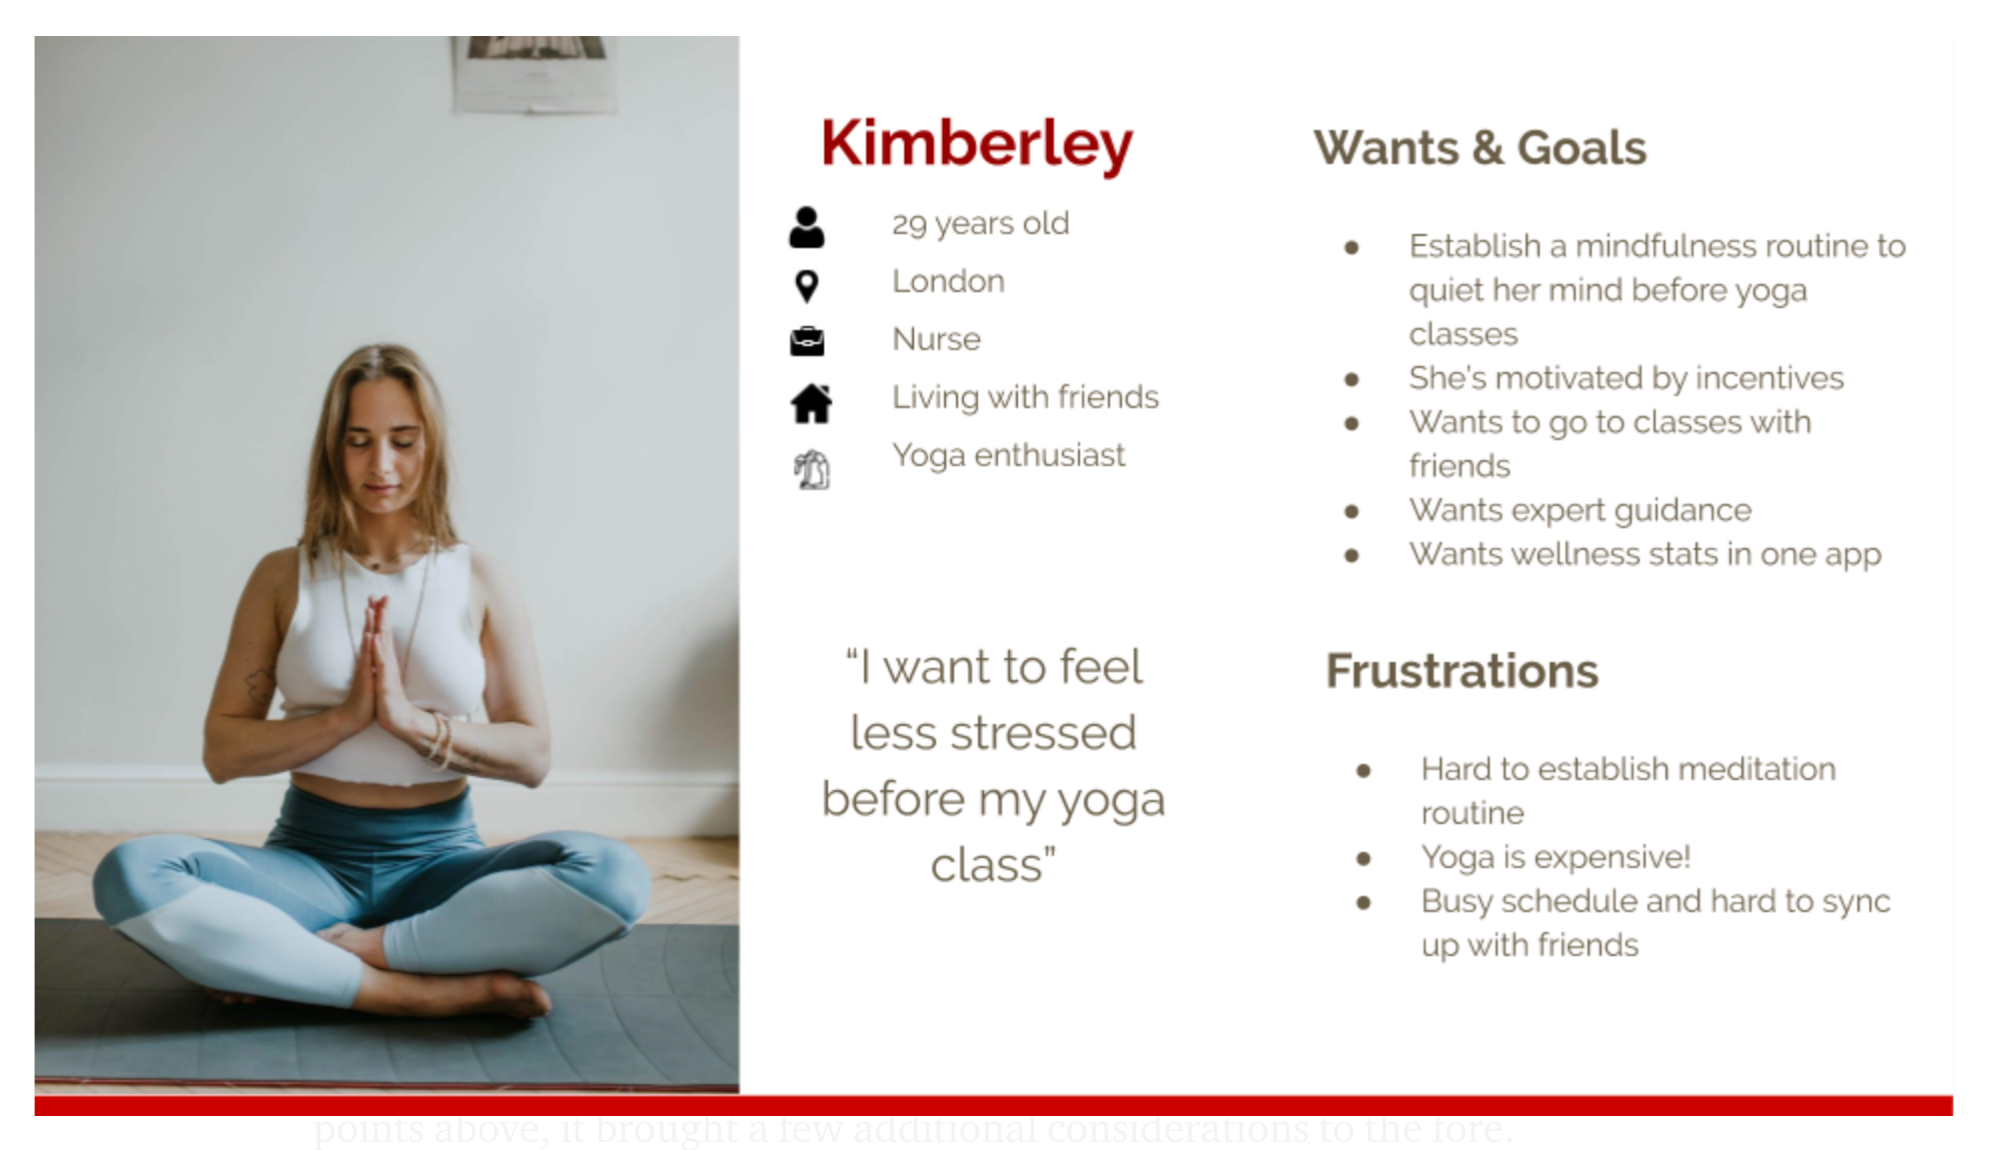 Kimberley
29 years old
London
Nurse
Living with friends
Yoga enthusiast
“I want to feel
less stressed
before my yoga
class”
Wants & Goals
● Establish a mindfulness routine to
quiet her mind before yoga
classes
● She's motivated by incentives
● Wants to go to classes with
friends
● Wants expert guidance
● Wants wellness stats in one app
Frustrations
● Hard to establish meditation
routine
● Yoga is expensive!
● Busy schedule and hard to sync
up with friends
points above, it brought a few additional considerations to the fore.